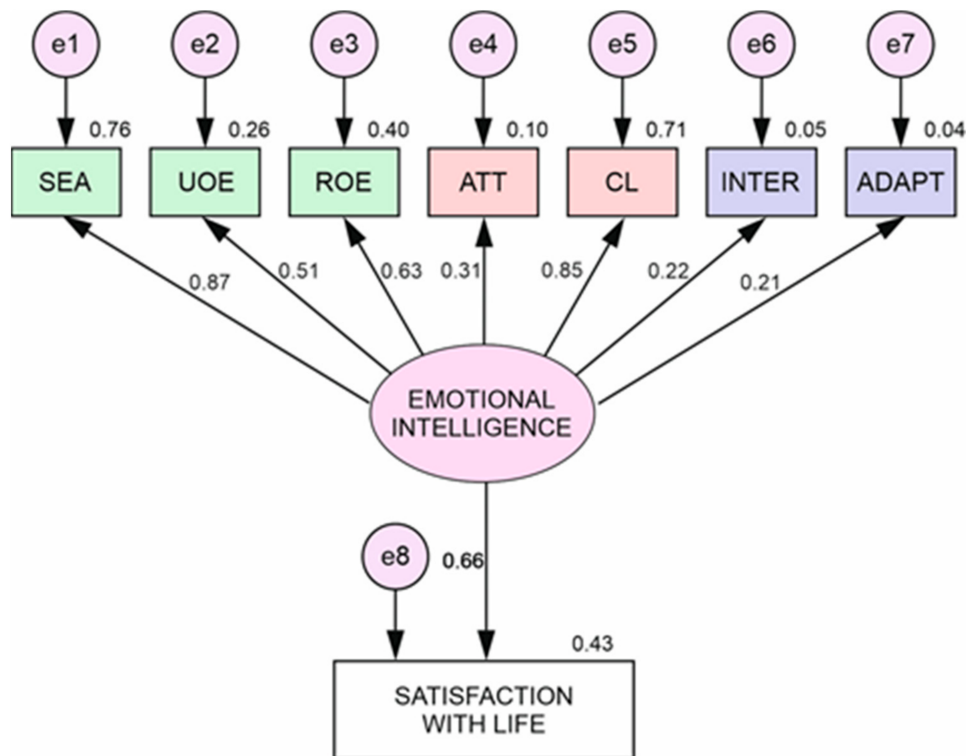 e1 e2 e3 e4 e5 e6 e7
0.76 0.26 0.40 0.10 0.71 0.05 0.04
SEA UOE ROE ATT CL INTER ADAPT
0.87 0.51 0.63 0.31 0.85 0.22 0.21
EMOTIONAL
INTELLIGENCE
e8 0.66
0.43
SATISFACTION
WITH LIFE